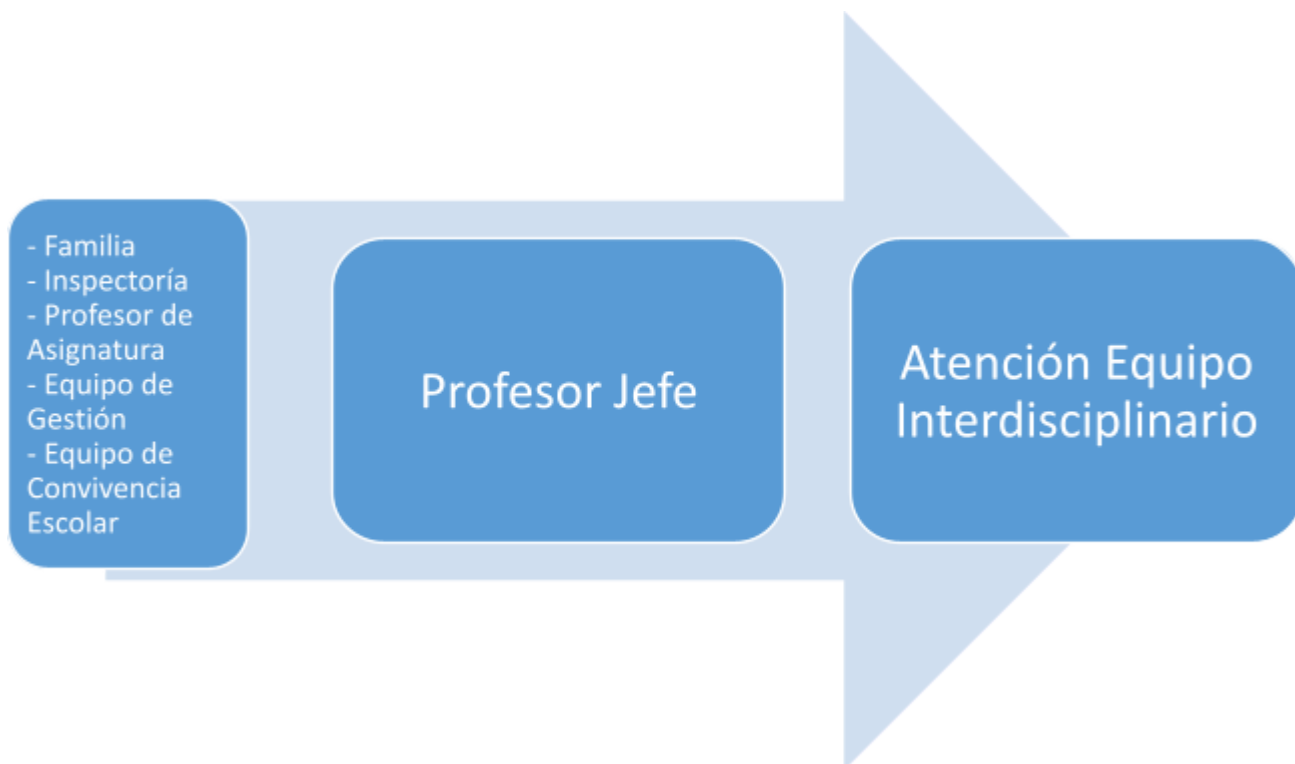 - Familia
- Inspectoría
- Profesor de
Asignatura
- Equipo de
Gestión
- Equipo de
Convivencia
Escolar
Profesor Jefe
Atención Equipo
Interdisciplinario